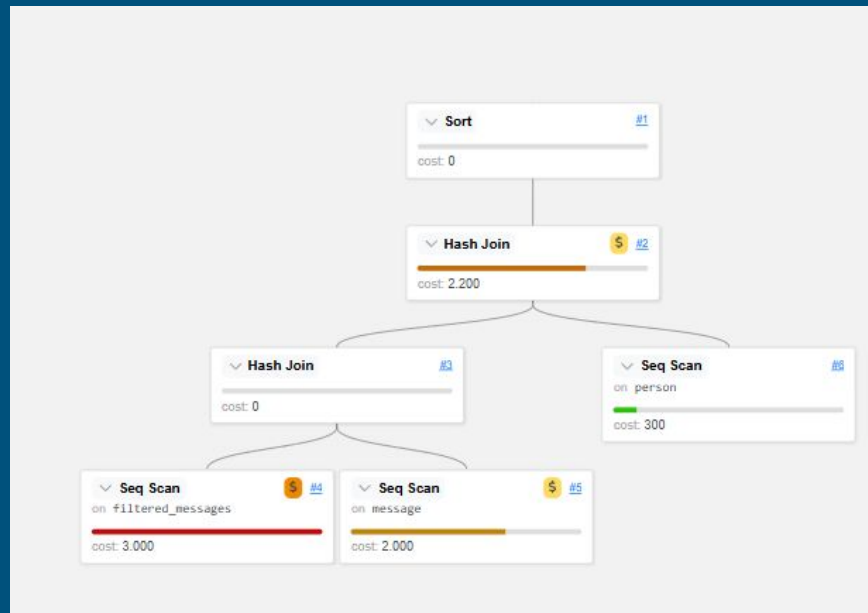 Sort #1
cost: 0
Hash Join $ #2
cost: 2.200
Hash Join #3
cost: 0
Seq Scan #6
on person
cost: 300
Seq Scan $ #4
on filtered_messages
cost: 3.000
Seq Scan $ #5
on message
cost: 2.000